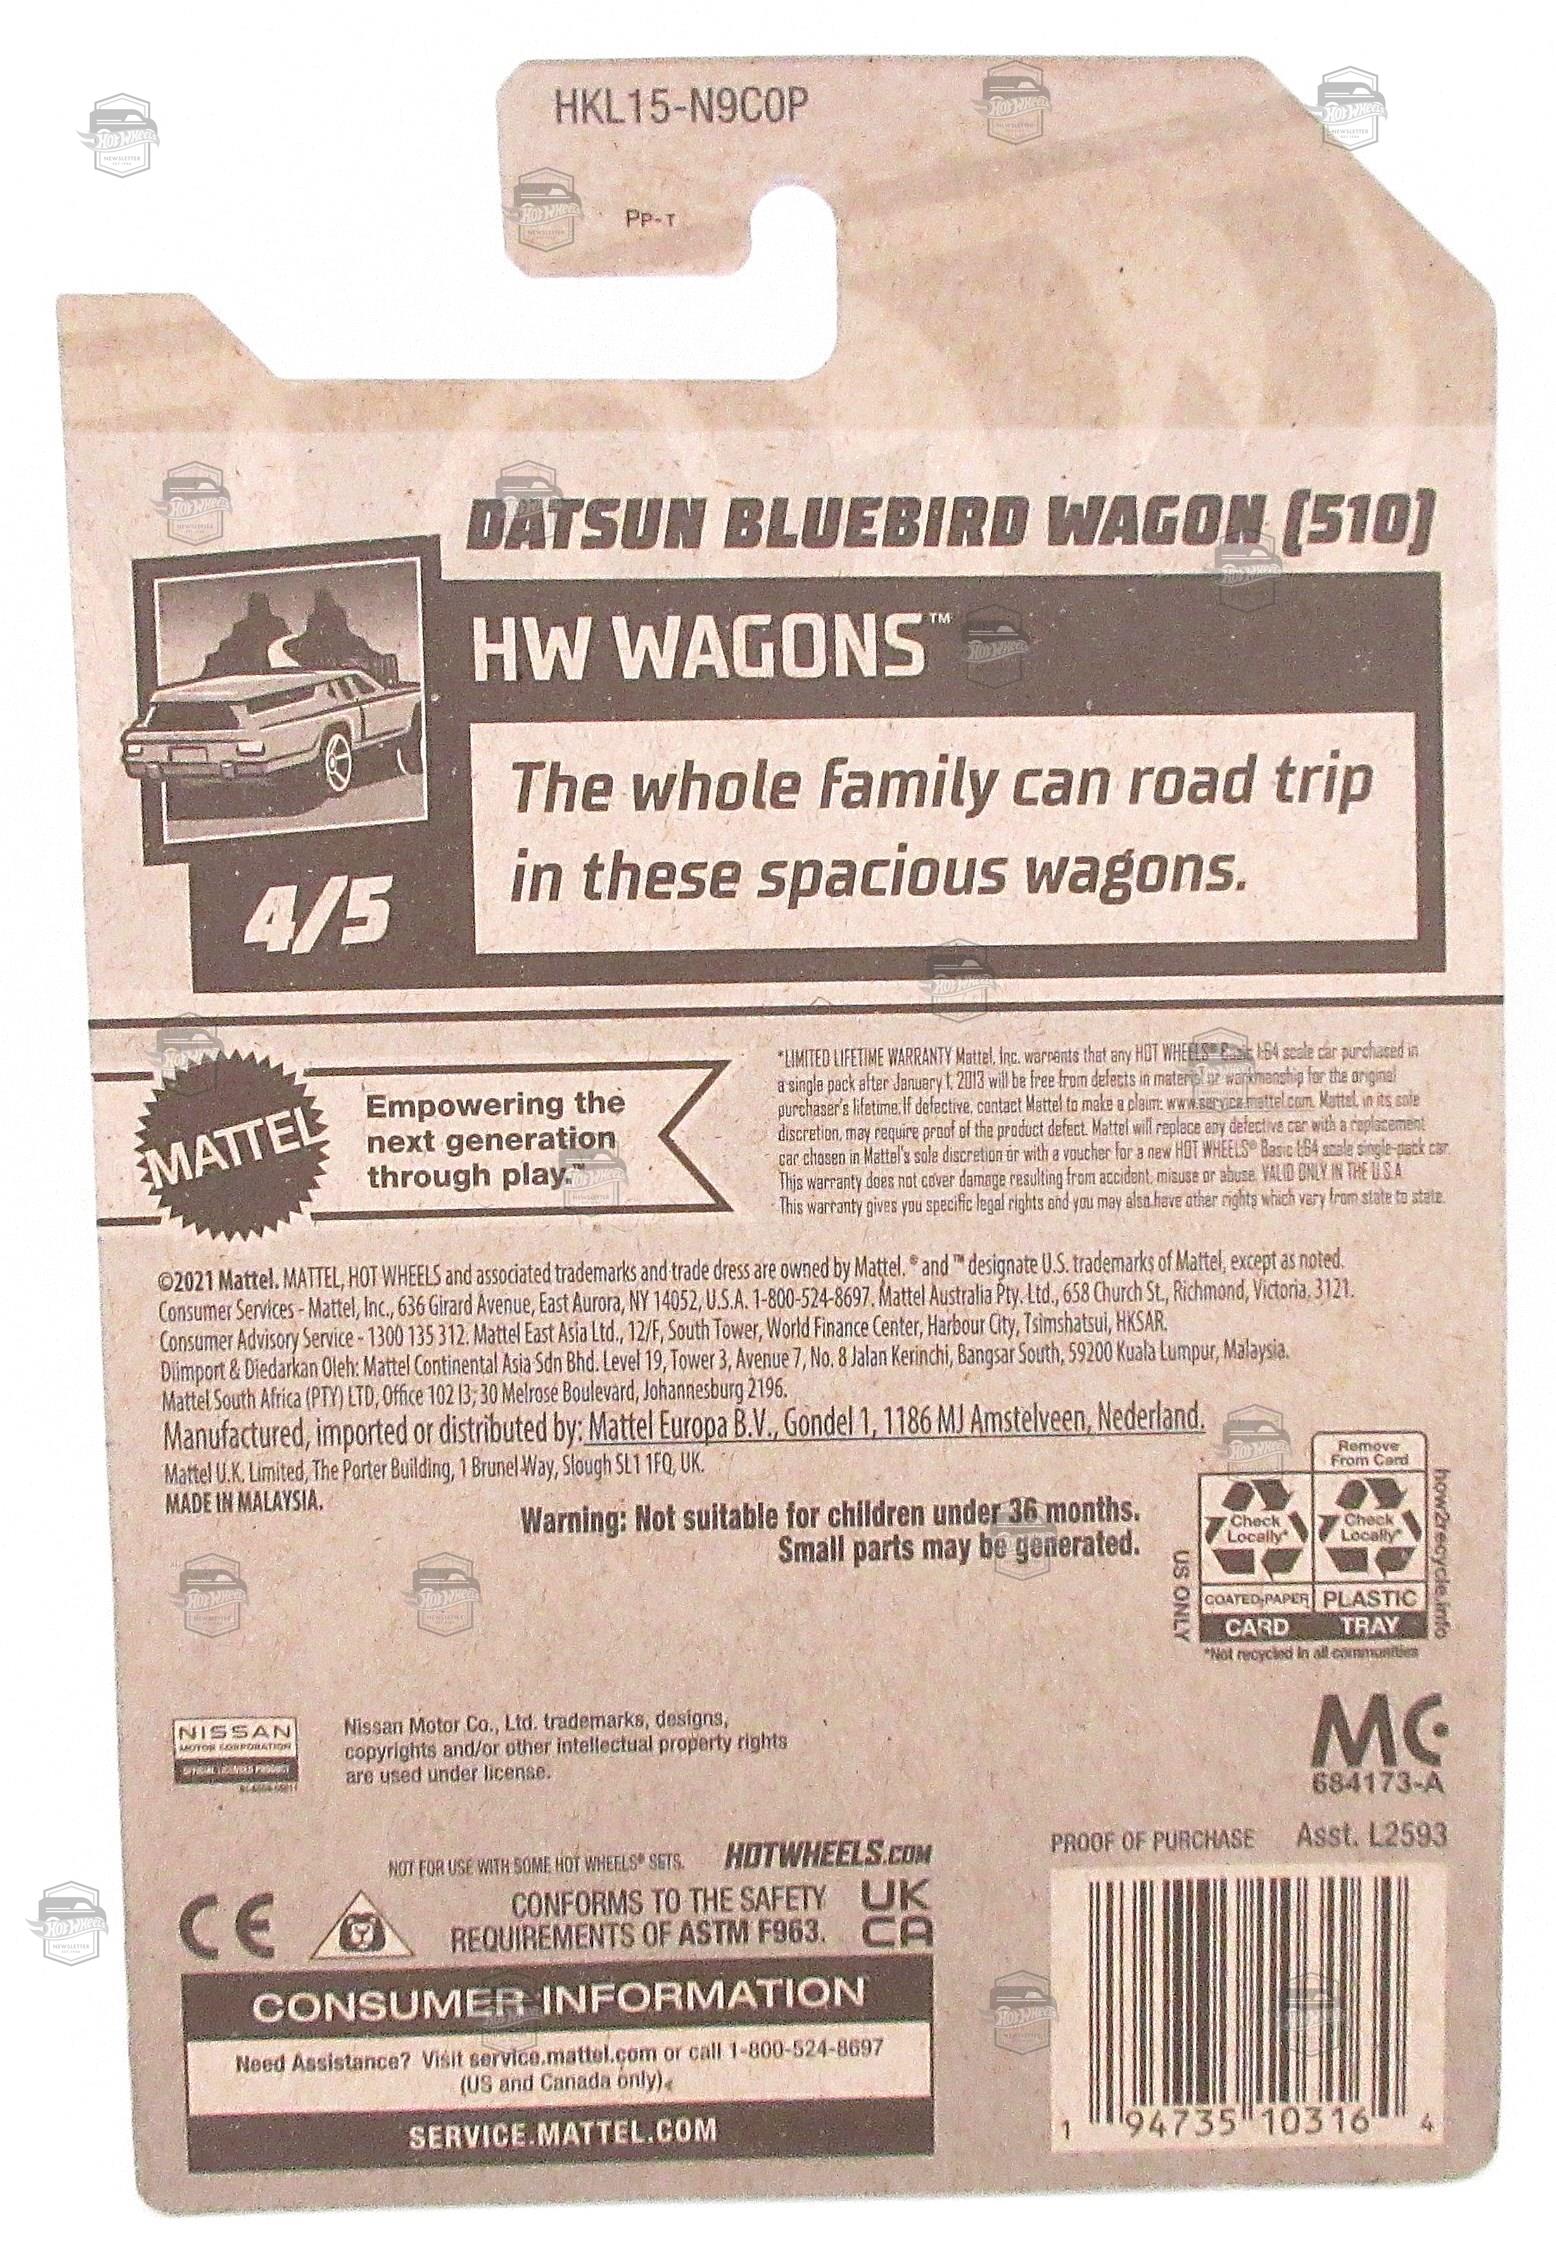 HKL15-N9C0P
PP-T
DATSUN BLUEBIRD WAGON (510)
HW WAGONS™
The whole family can road trip
in these spacious wagons.
4/5
MATTEL
Empowering the
next generation
through play.™
*LIMITED LIFETIME WARRANTY Mattel, Inc. warrants that any HOT WHEELS® Basic 1:64 scale car purchased in
a single pack after January 1, 2013 will be free from defects in material or workmanship for the original
purchaser's lifetime. If defective, contact Mattel to make a claim: www.service.mattel.com. Mattel, in its sole
discretion, may require proof of the product defect. Mattel will replace any defective car with a replacement
car chosen in Mattel's sole discretion or with a voucher for a new HOT WHEELS® Basic 1:64 scale single-pack car.
This warranty does not cover damage resulting from accident, misuse or abuse. VALID ONLY IN THE U.S.A.
This warranty gives you specific legal rights and you may also have other rights which vary from state to state.
©2021 Mattel. MATTEL, HOT WHEELS and associated trademarks and trade dress are owned by Mattel. ® and ™ designate U.S. trademarks of Mattel, except as noted.
Consumer Services - Mattel, Inc., 636 Girard Avenue, East Aurora, NY 14052, U.S.A. 1-800-524-8697. Mattel Australia Pty. Ltd., 658 Church St., Richmond, Victoria, 3121.
Consumer Advisory Service - 1300 135 312. Mattel East Asia Ltd., 12/F, South Tower, World Finance Center, Harbour City, Tsimshatsui, HKSAR.
Diimport & Diedarkan Oleh: Mattel Continental Asia Sdn Bhd. Level 19, Tower 3, Avenue 7, No. 8 Jalan Kerinchi, Bangsar South, 59200 Kuala Lumpur, Malaysia.
Mattel South Africa (PTY) LTD, Office 102 I3, 30 Melrose Boulevard, Johannesburg 2196.
Manufactured, imported or distributed by: Mattel Europa B.V., Gondel 1, 1186 MJ Amstelveen, Nederland.
Mattel U.K. Limited, The Porter Building, 1 Brunel Way, Slough SL1 1FQ, UK.
MADE IN MALAYSIA.
Warning: Not suitable for children under 36 months.
Small parts may be generated.
Remove
From Card
Check
Locally*
Check
Locally*
COATED-PAPER
PLASTIC
CARD
TRAY
*Not recycled in all communities
US ONLY
how2recycle.info
NISSAN
MOTOR CORPORATION
OFFICIAL LICENSED PRODUCT
Nissan Motor Co., Ltd. trademarks, designs,
copyrights and/or other intellectual property rights
are used under license.
MC
684173-A
PROOF OF PURCHASE
Asst. L2593
NOT FOR USE WITH SOME HOT WHEELS® SETS.
HOTWHEELS.COM
CE
CONFORMS TO THE SAFETY
REQUIREMENTS OF ASTM F963.
UK
CA
CONSUMER INFORMATION
Need Assistance? Visit service.mattel.com or call 1-800-524-8697
(US and Canada only).
SERVICE.MATTEL.COM
1 94735 10316 4